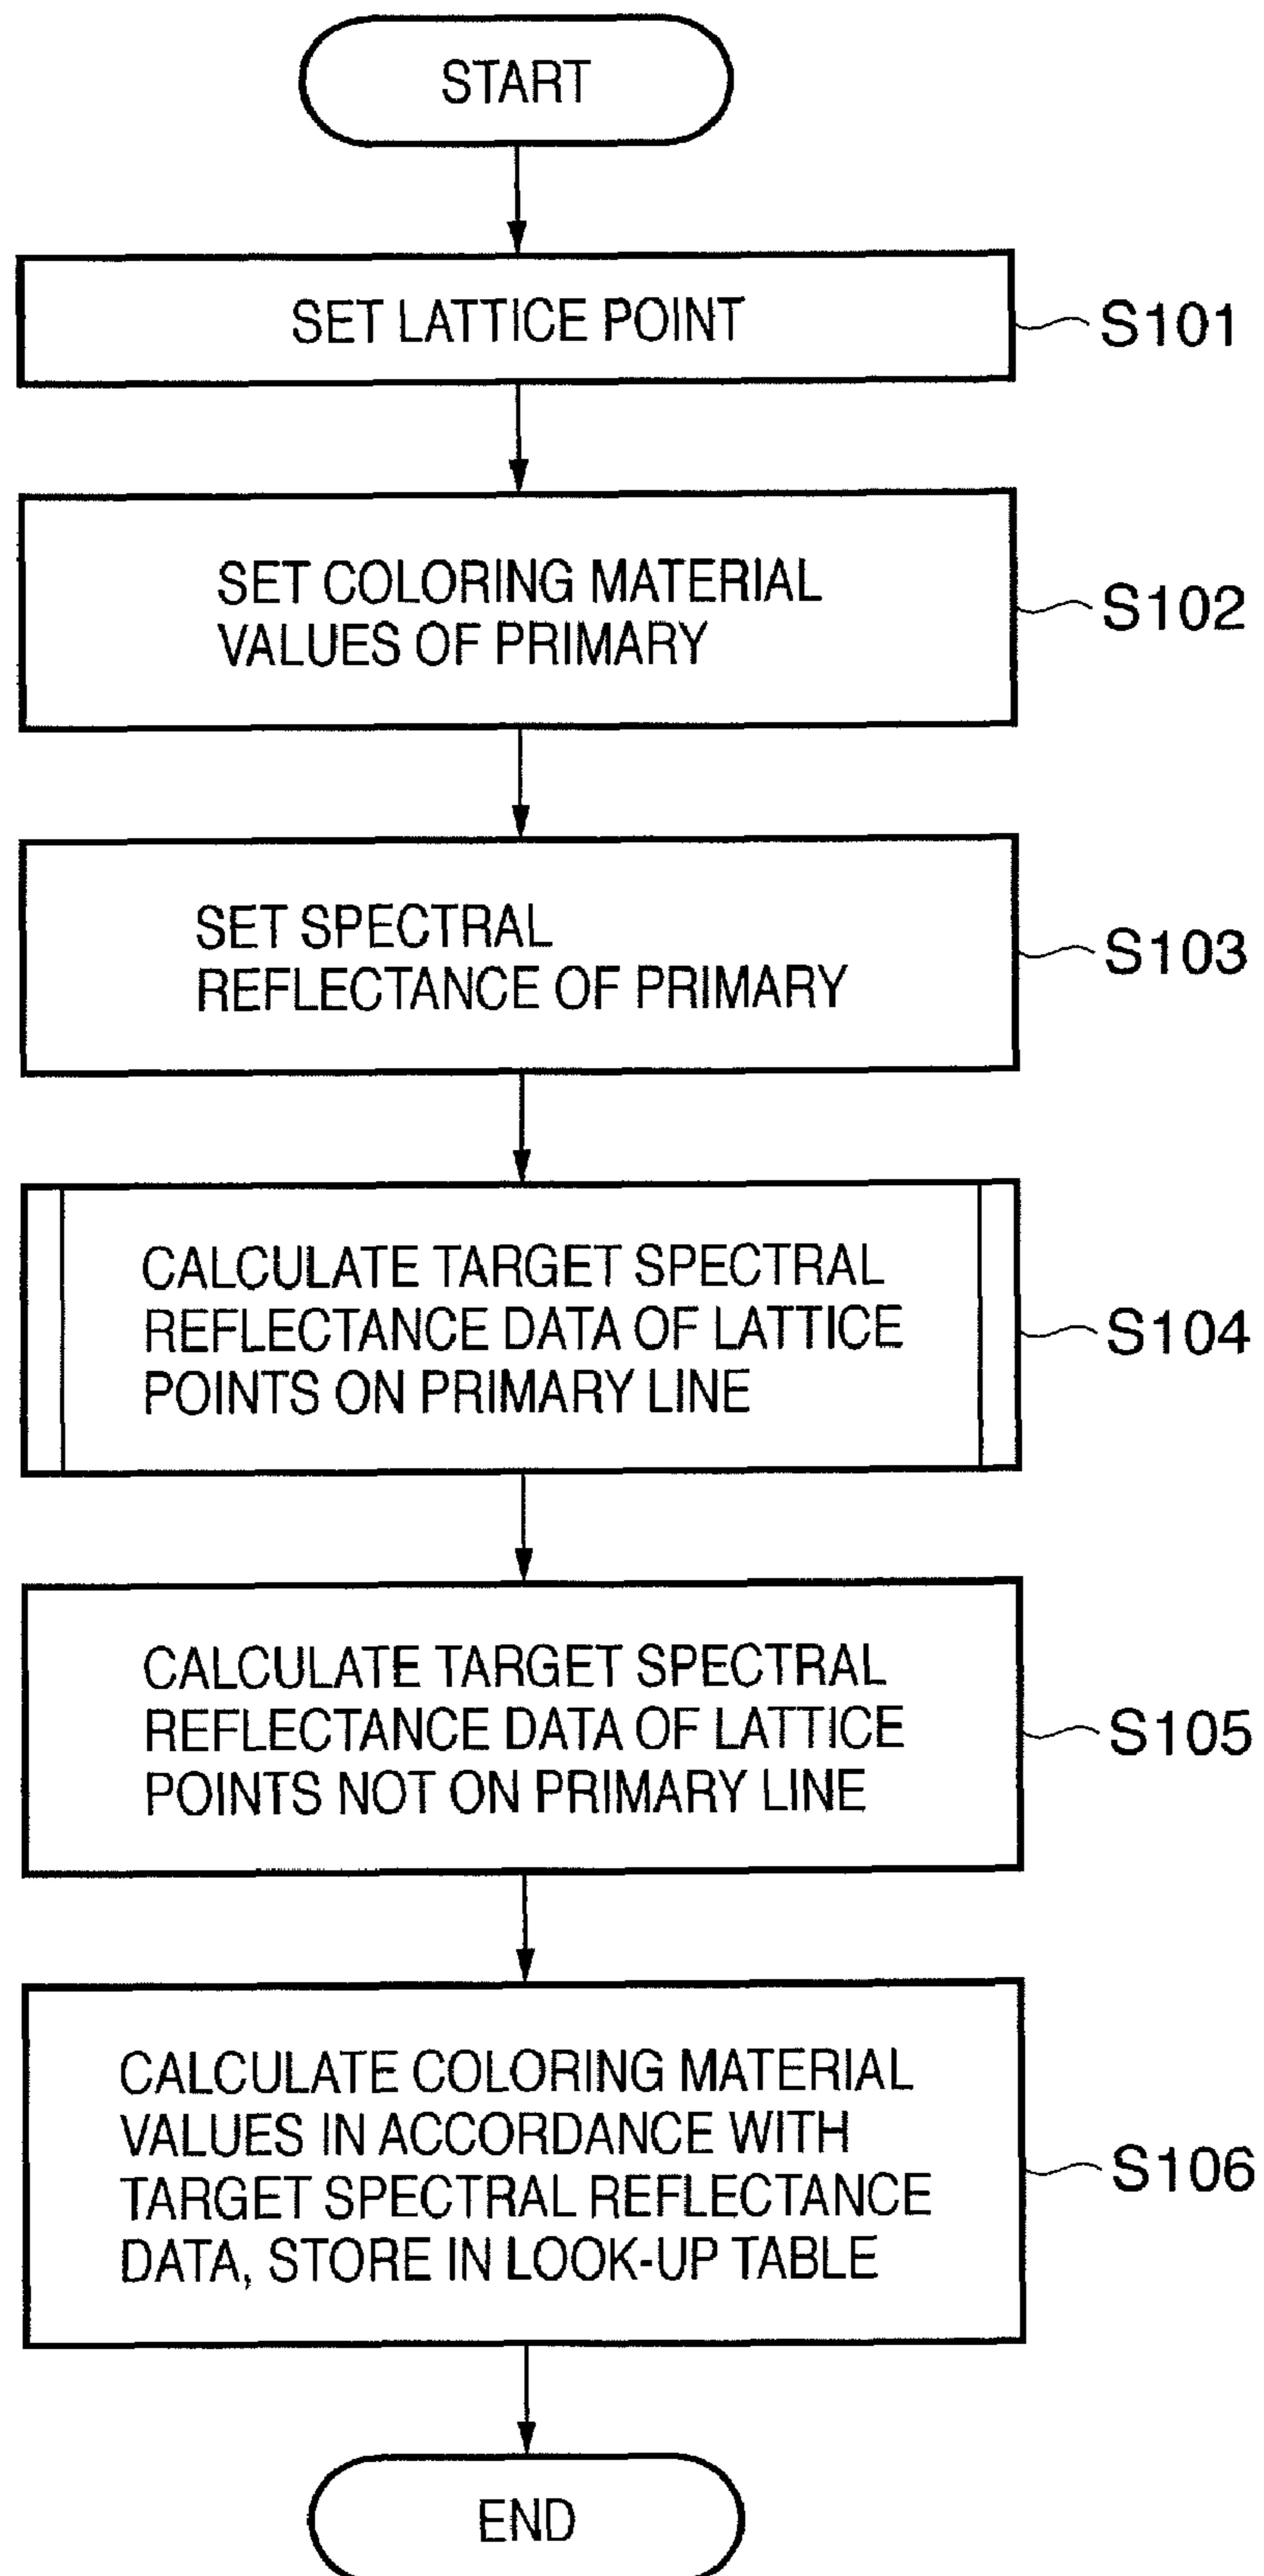 START
SET LATTICE POINT
S101
SET COLORING MATERIAL
VALUES OF PRIMARY
S102
SET SPECTRAL
REFLECTANCE OF PRIMARY
S103
CALCULATE TARGET SPECTRAL
REFLECTANCE DATA OF LATTICE
POINTS ON PRIMARY LINE
S104
CALCULATE TARGET SPECTRAL
REFLECTANCE DATA OF LATTICE
POINTS NOT ON PRIMARY LINE
S105
CALCULATE COLORING MATERIAL
VALUES IN ACCORDANCE WITH
TARGET SPECTRAL REFLECTANCE
DATA, STORE IN LOOK-UP TABLE
S106
END